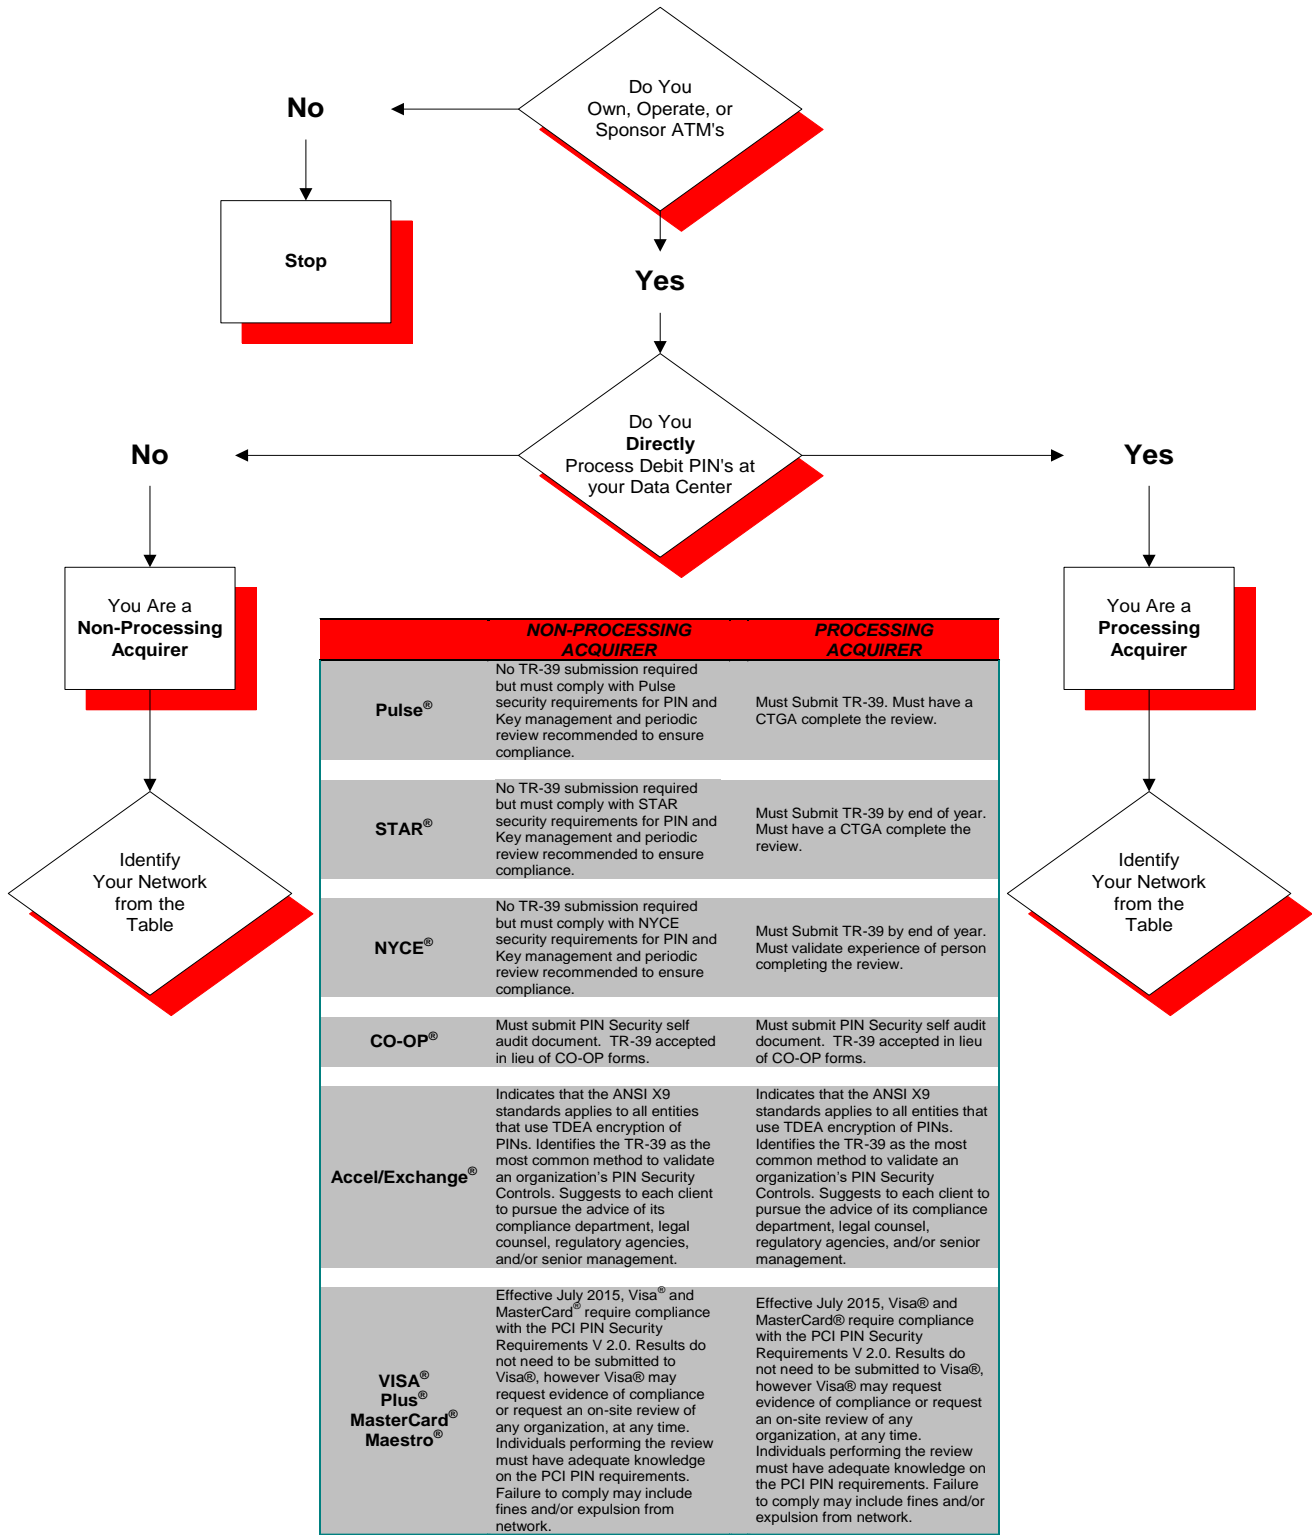 Do You
Own, Operate, or
Sponsor ATM's
No
Stop
Yes
Do You
Directly
Process Debit PIN's at
your Data Center
No
Yes
You Are a
Non-Processing
Acquirer
You Are a
Processing
Acquirer
Identify
Your Network
from the
Table
Identify
Your Network
from the
Table
NON-PROCESSING
ACQUIRER
PROCESSING
ACQUIRER
Pulse®
No TR-39 submission required
but must comply with Pulse
security requirements for PIN and
Key management and periodic
review recommended to ensure
compliance.
Must Submit TR-39. Must have a
CTGA complete the review.
STAR®
No TR-39 submission required
but must comply with STAR
security requirements for PIN and
Key management and periodic
review recommended to ensure
compliance.
Must Submit TR-39 by end of year.
Must have a CTGA complete the
review.
NYCE®
No TR-39 submission required
but must comply with NYCE
security requirements for PIN and
Key management and periodic
review recommended to ensure
compliance.
Must Submit TR-39 by end of year.
Must validate experience of person
completing the review.
CO-OP®
Must submit PIN Security self
audit document.  TR-39 accepted
in lieu of CO-OP forms.
Must submit PIN Security self audit
document.  TR-39 accepted in lieu
of CO-OP forms.
Accel/Exchange®
Indicates that the ANSI X9
standards applies to all entities
that use TDEA encryption of
PINs. Identifies the TR-39 as the
most common method to validate
an organization’s PIN Security
Controls. Suggests to each client
to pursue the advice of its
compliance department, legal
counsel, regulatory agencies,
and/or senior management.
Indicates that the ANSI X9
standards applies to all entities that
use TDEA encryption of PINs.
Identifies the TR-39 as the most
common method to validate an
organization’s PIN Security
Controls. Suggests to each client to
pursue the advice of its compliance
department, legal counsel,
regulatory agencies, and/or senior
management.
VISA®
Plus®
MasterCard®
Maestro®
Effective July 2015, Visa® and
MasterCard® require compliance
with the PCI PIN Security
Requirements V 2.0. Results do
not need to be submitted to
Visa®, however Visa® may
request evidence of compliance
or request an on-site review of
any organization, at any time.
Individuals performing the review
must have adequate knowledge
on the PCI PIN requirements.
Failure to comply may include
fines and/or expulsion from
network.
Effective July 2015, Visa® and
MasterCard® require compliance
with the PCI PIN Security
Requirements V 2.0. Results do
not need to be submitted to Visa®,
however Visa® may request
evidence of compliance or request
an on-site review of any
organization, at any time.
Individuals performing the review
must have adequate knowledge on
the PCI PIN requirements. Failure
to comply may include fines and/or
expulsion from network.